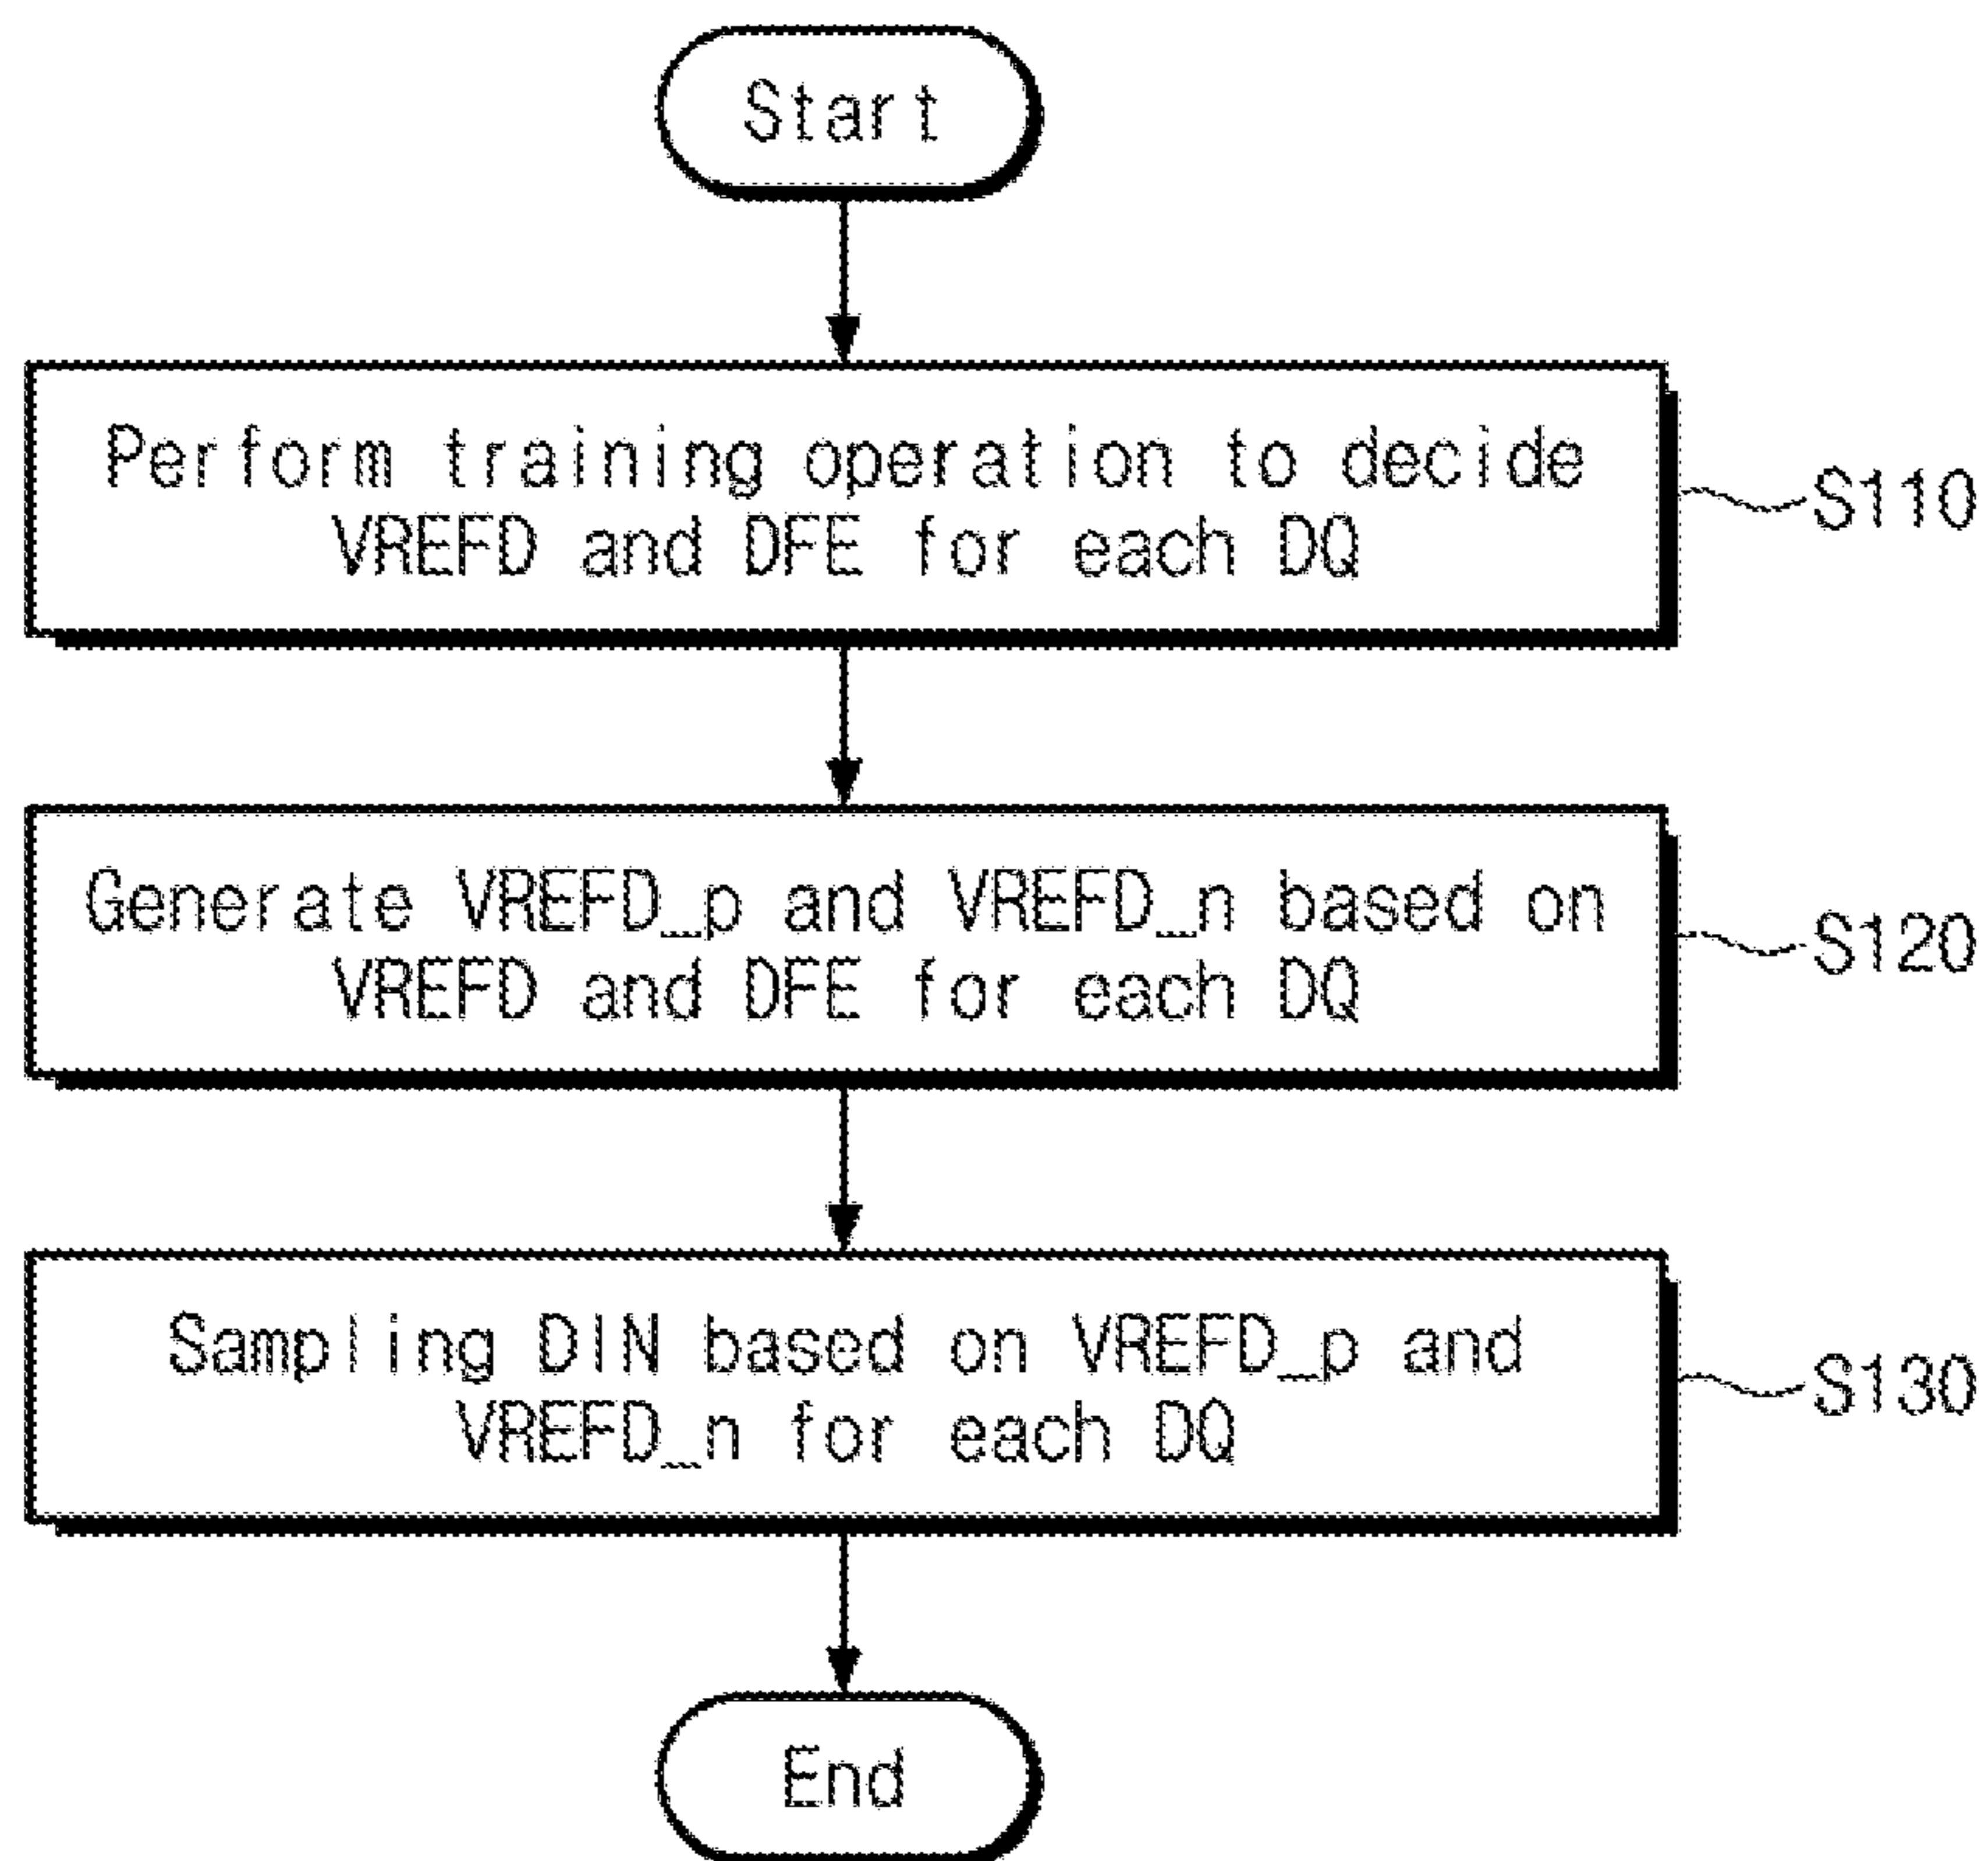 Start
Perform training operation to decide
VREFD and DFE for each DQ
S110
Generate VREFD_p and VREFD_n based on
VREFD and DFE for each DQ
S120
Sampling DIN based on VREFD_p and
VREFD_n for each DQ
S130
End